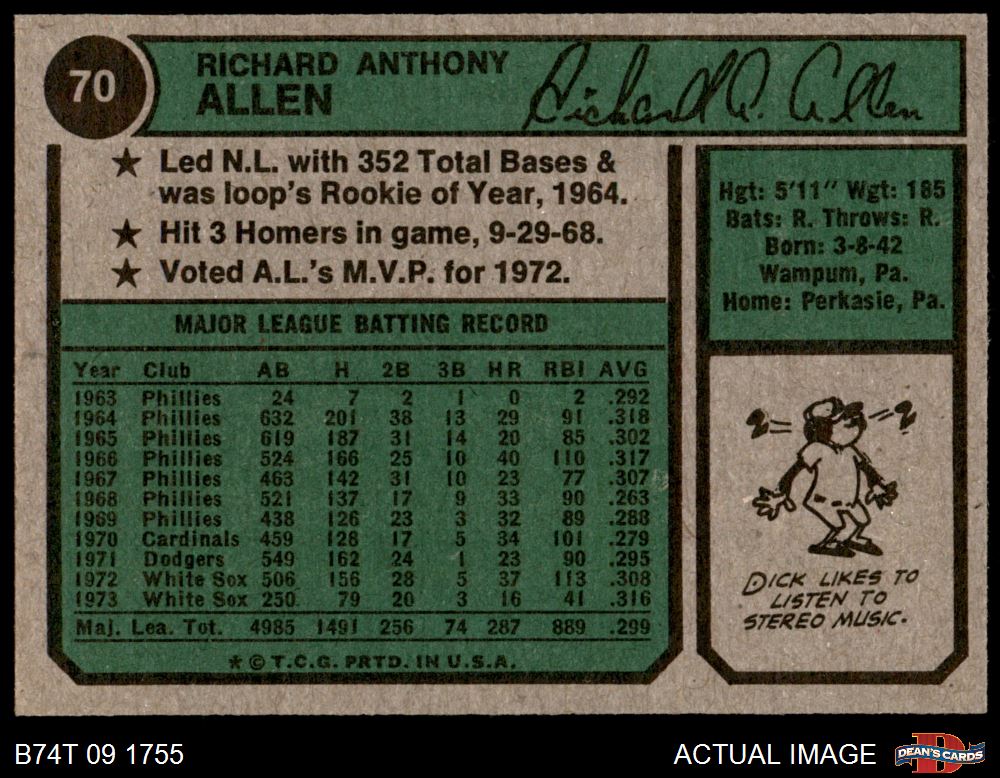 70
RICHARD ANTHONY
ALLEN
Richard A. Allen
★ Led N.L. with 352 Total Bases &
was loop's Rookie of Year, 1964.
★ Hit 3 Homers in game, 9-29-68.
★ Voted A.L.'s M.V.P. for 1972.
MAJOR LEAGUE BATTING RECORD
Year Club AB H 2B 3B HR RBI AVG
1963 Phillies 24 7 2 1 0 2 .292
1964 Phillies 632 201 38 13 29 91 .318
1965 Phillies 619 187 31 14 20 85 .302
1966 Phillies 524 166 25 10 40 110 .317
1967 Phillies 463 142 31 10 23 77 .307
1968 Phillies 521 137 17 9 33 90 .263
1969 Phillies 438 126 23 3 32 89 .288
1970 Cardinals 459 128 17 5 34 101 .279
1971 Dodgers 549 162 24 1 23 90 .295
1972 White Sox 506 156 28 5 37 113 .308
1973 White Sox 250 79 20 3 16 41 .316
Maj. Lea. Tot. 4985 1491 256 74 287 889 .299
★ © T.C.G. PRTD. IN U.S.A.
Hgt: 5'11" Wgt: 185
Bats: R. Throws: R.
Born: 3-8-42
Wampum, Pa.
Home: Perkasie, Pa.
DICK LIKES TO
LISTEN TO
STEREO MUSIC.
B74T 09 1755
ACTUAL IMAGE
DEAN'S CARDS